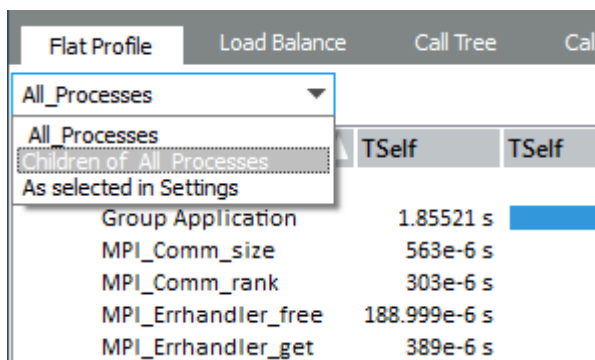 Flat Profile Load Balance Call Tree Cal
All_Processes
All_Processes
Children of All_Processes
As selected in Settings
TSelf TSelf
Group Application 1.85521 s
MPI_Comm_size 563e-6 s
MPI_Comm_rank 303e-6 s
MPI_Errhandler_free 188.999e-6 s
MPI_Errhandler_get 389e-6 s